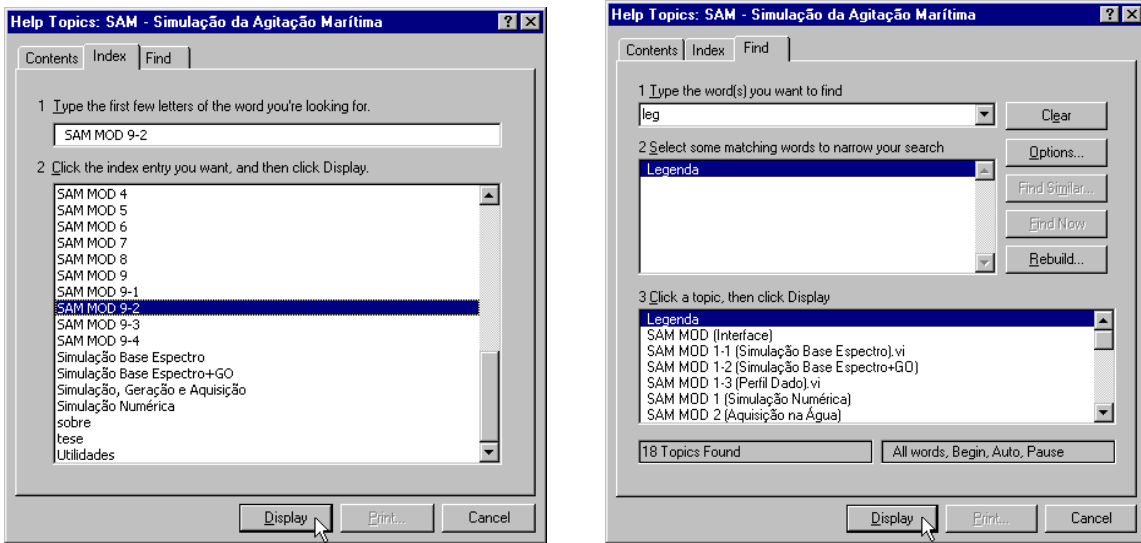 Help Topics: SAM - Simulação da Agitação Marítima
Contents
Index
Find
1 Type the first few letters of the word you're looking for.
SAM MOD 9-2
2 Click the index entry you want, and then click Display.
SAM MOD 4
SAM MOD 5
SAM MOD 6
SAM MOD 7
SAM MOD 8
SAM MOD 9
SAM MOD 9-1
SAM MOD 9-2
SAM MOD 9-3
SAM MOD 9-4
Simulação Base Espectro
Simulação Base Espectro+GO
Simulação, Geração e Aquisição
Simulação Numérica
sobre
tese
Utilidades
Display
Print...
Cancel
Help Topics: SAM - Simulação da Agitação Marítima
Contents
Index
Find
1 Type the word(s) you want to find
leg
Clear
2 Select some matching words to narrow your search
Options...
Legenda
Find Similar...
Find Now
Rebuild...
3 Click a topic, then click Display
Legenda
SAM MOD (Interface)
SAM MOD 1-1 (Simulação Base Espectro).vi
SAM MOD 1-2 (Simulação Base Espectro+GO)
SAM MOD 1-3 (Perfil Dado).vi
SAM MOD 1 (Simulação Numérica)
SAM MOD 2 (Aquisição na Água)
18 Topics Found
All words, Begin, Auto, Pause
Display
Print...
Cancel